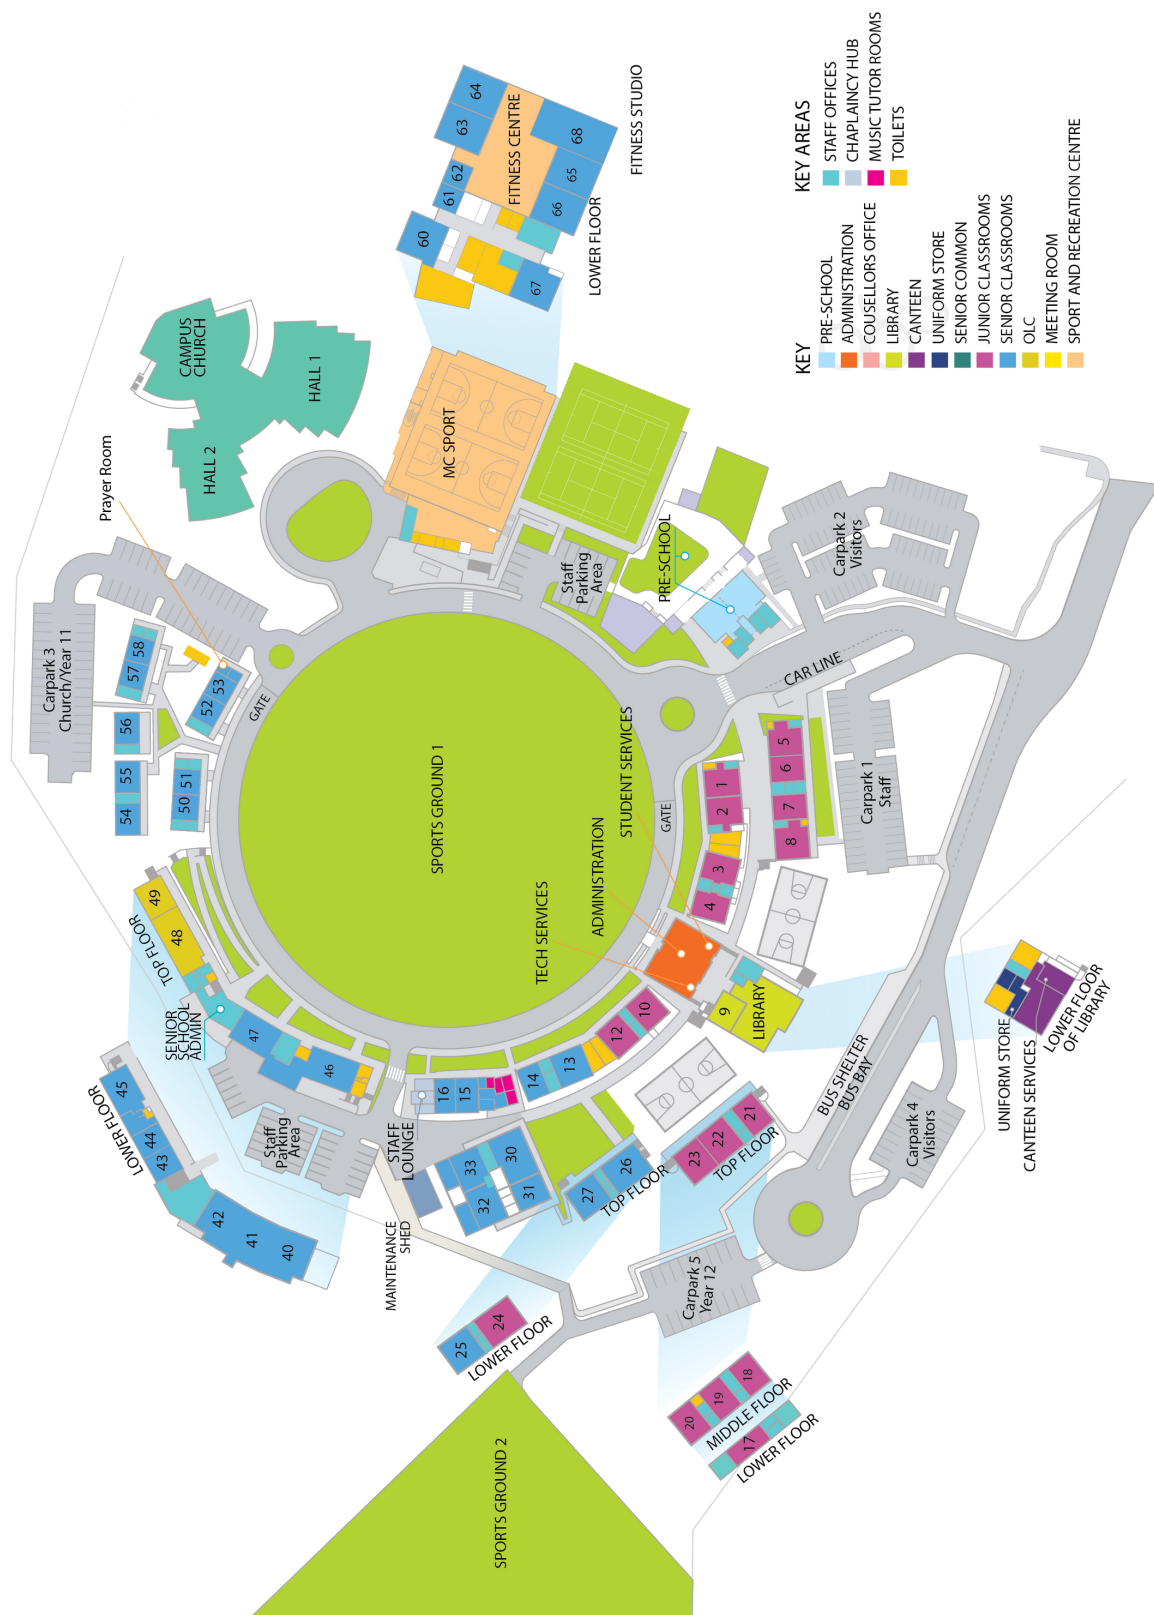 Carpark 3
Church/Year 11
Prayer Room
CAMPUS
CHURCH
HALL 1
HALL 2
64
63
62
61
60
FITNESS CENTRE
68
65
66
67
LOWER FLOOR
FITNESS STUDIO
MC SPORT
Staff
Parking
Area
PRE-SCHOOL
Carpark 2
Visitors
CAR LINE
58
57
56
55
54
53
52
51
50
GATE
SPORTS GROUND 1
GATE
STUDENT SERVICES
ADMINISTRATION
TECH SERVICES
1
2
3
4
5
6
7
8
Carpark 1
Staff
49
48
TOP FLOOR
SENIOR
SCHOOL
ADMIN
47
46
45
44
43
LOWER FLOOR
42
41
40
Staff
Parking
Area
STAFF
LOUNGE
MAINTENANCE
SHED
16
15
14
13
12
10
9
LIBRARY
33
32
30
31
27
26
TOP FLOOR
23
22
21
TOP FLOOR
25
24
LOWER FLOOR
20
19
18
MIDDLE FLOOR
17
LOWER FLOOR
BUS SHELTER
BUS BAY
Carpark 4
Visitors
Carpark 5
Year 12
UNIFORM STORE
CANTEEN SERVICES
LOWER FLOOR
OF LIBRARY
SPORTS GROUND 2
KEY
PRE-SCHOOL
ADMINISTRATION
COUSELLORS OFFICE
LIBRARY
CANTEEN
UNIFORM STORE
SENIOR COMMON
JUNIOR CLASSROOMS
SENIOR CLASSROOMS
OLC
MEETING ROOM
SPORT AND RECREATION CENTRE
KEY AREAS
STAFF OFFICES
CHAPLAINCY HUB
MUSIC TUTOR ROOMS
TOILETS